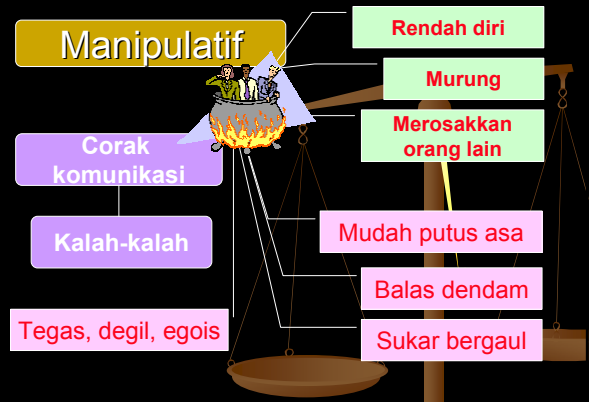 Manipulatif
Rendah diri
Murung
Merosakkan
orang lain
Corak
komunikasi
Kalah-kalah
Mudah putus asa
Balas dendam
Sukar bergaul
Tegas, degil, egois